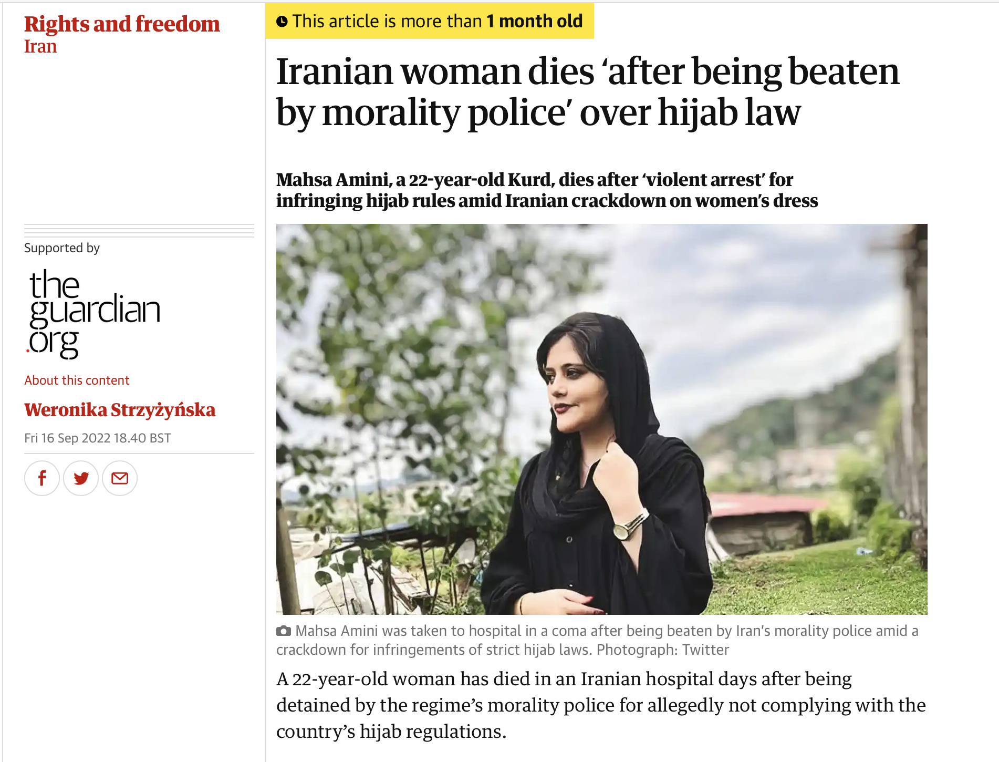 Rights and freedom
Iran
This article is more than 1 month old
Iranian woman dies ‘after being beaten
by morality police’ over hijab law
Mahsa Amini, a 22-year-old Kurd, dies after ‘violent arrest’ for
infringing hijab rules amid Iranian crackdown on women’s dress
Supported by
the
guardian
.org
About this content
Weronika Strzyżyńska
Fri 16 Sep 2022 18.40 BST
Mahsa Amini was taken to hospital in a coma after being beaten by Iran's morality police amid a
crackdown for infringements of strict hijab laws. Photograph: Twitter
A 22-year-old woman has died in an Iranian hospital days after being
detained by the regime’s morality police for allegedly not complying with the
country’s hijab regulations.